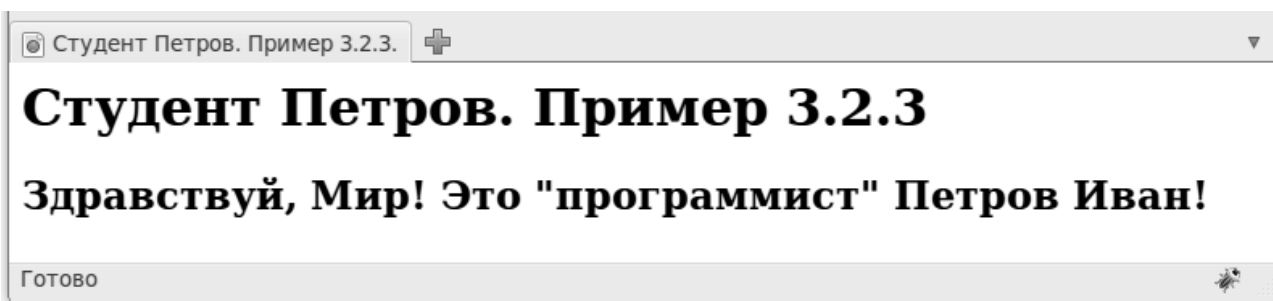 Студент Петров. Пример 3.2.3.
Студент Петров. Пример 3.2.3
Здравствуй, Мир! Это "программист" Петров Иван!
Готово